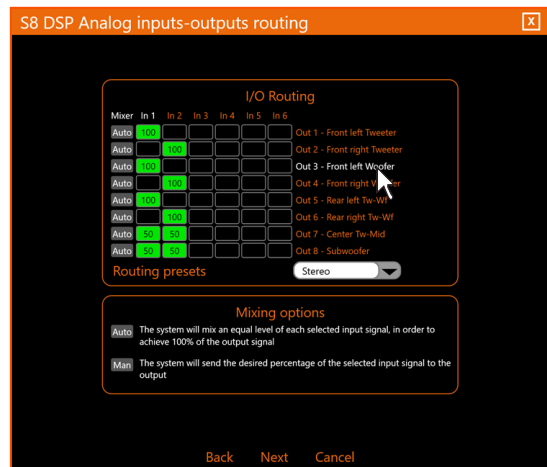 S8 DSP Analog inputs-outputs routing X
I/O Routing
Mixer In 1 In 2 In 3 In 4 In 5 In 6
Auto 100 Out 1 - Front left Tweeter
Auto 100 Out 2 - Front right Tweeter
Auto 100 Out 3 - Front left Woofer
Auto 100 Out 4 - Front right Woofer
Auto 100 Out 5 - Rear left Tw-Wf
Auto 100 Out 6 - Rear right Tw-Wf
Auto 50 50 Out 7 - Center Tw-Mid
Auto 50 50 Out 8 - Subwoofer
Routing presets Stereo
Mixing options
Auto The system will mix an equal level of each selected input signal, in order to
achieve 100% of the output signal
Man The system will send the desired percentage of the selected input signal to the
output
Back Next Cancel